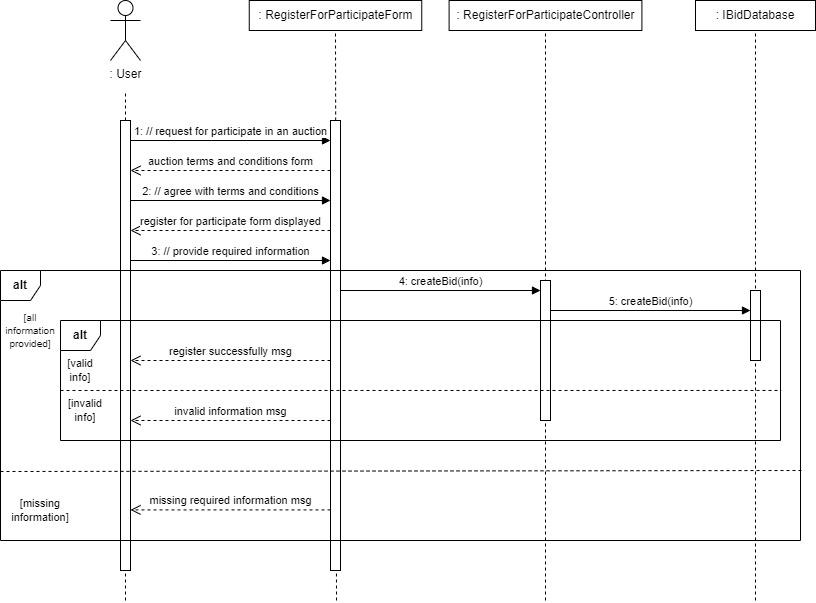 : RegisterForParticipateForm
: RegisterForParticipateController
: IBidDatabase
: User
1: // request for participate in an auction
auction terms and conditions form
2: // agree with terms and conditions
register for participate form displayed
3: // provide required information
alt
4: createBid(info)
5: createBid(info)
[all
information
provided]
alt
register successfully msg
[valid
info]
[invalid
info]
invalid information msg
missing required information msg
[missing
information]